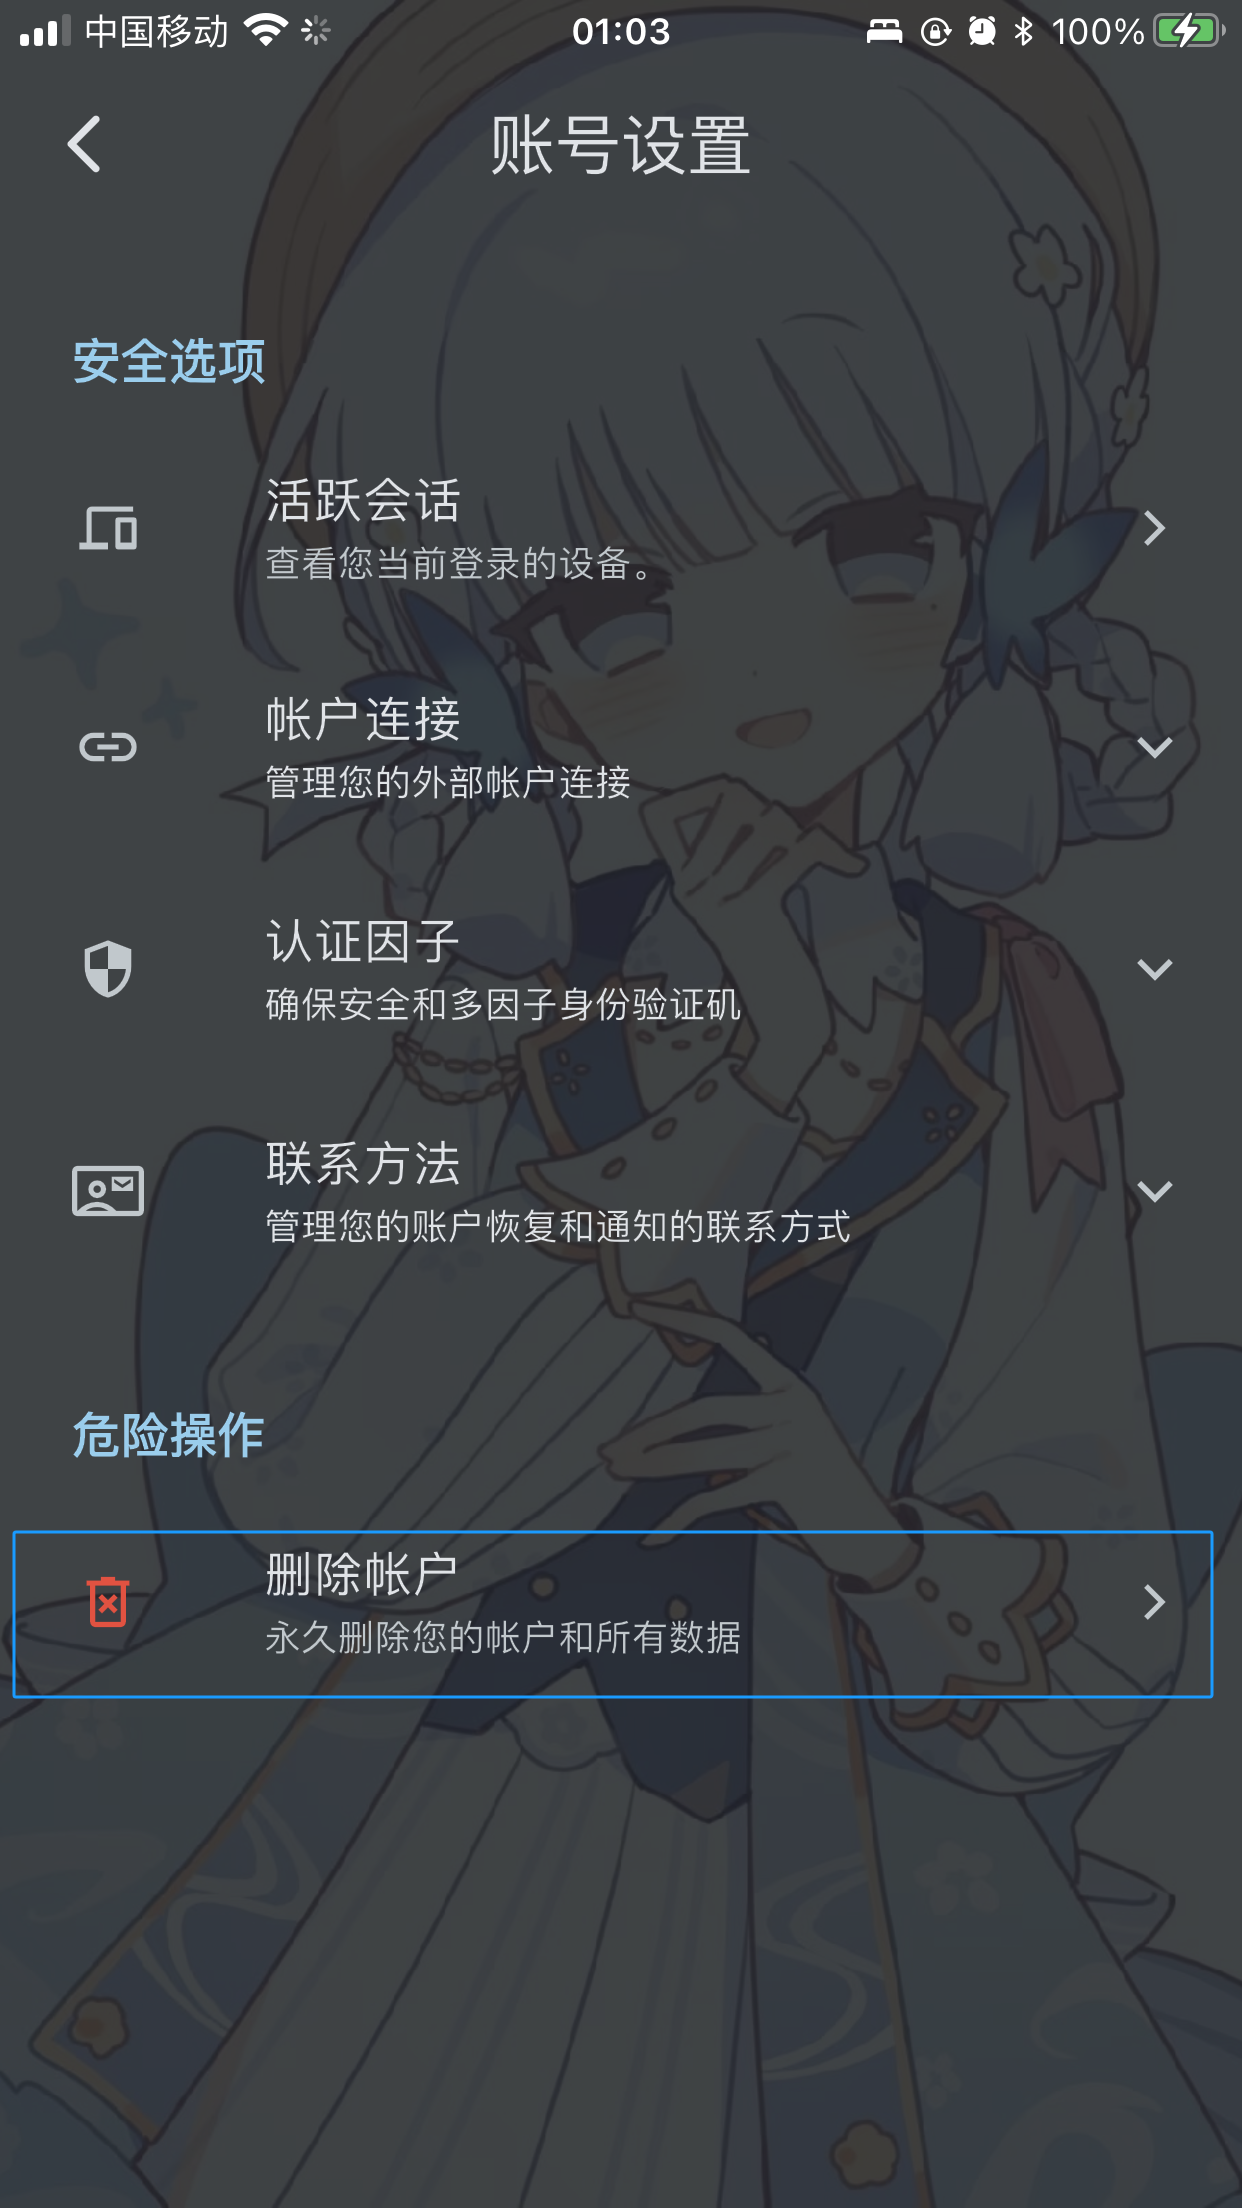 中国移动 01:03 100%
账号设置
安全选项
活跃会话
查看您当前登录的设备。
帐户连接
管理您的外部帐户连接
认证因子
确保安全和多因子身份验证矶
联系方法
管理您的账户恢复和通知的联系方式
危险操作
删除帐户
永久删除您的帐户和所有数据